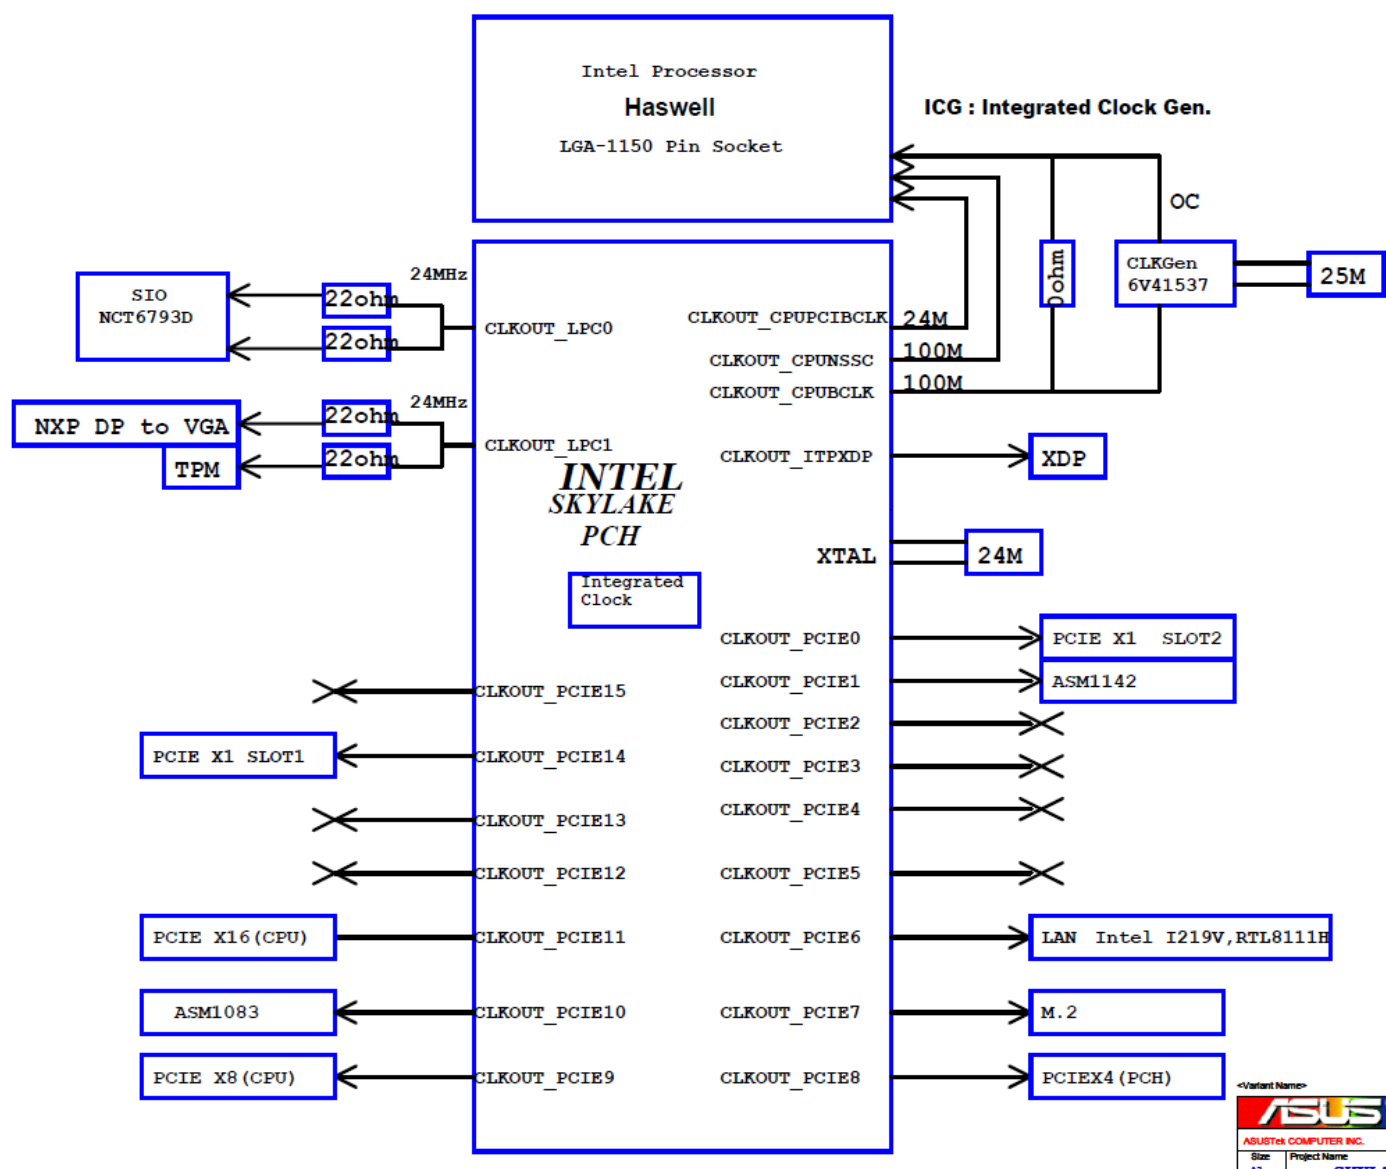 Intel Processor
Haswell
LGA-1150 Pin Socket
ICG : Integrated Clock Gen.
OC
0ohm
CLKGen
6V41537
25M
SIO
NCT6793D
24MHz
22ohm
22ohm
CLKOUT_LPC0
NXP DP to VGA
TPM
24MHz
22ohm
22ohm
CLKOUT_LPC1
CLKOUT_CPUPCIBCLK
24M
CLKOUT_CPUNSSC
100M
CLKOUT_CPUBCLK
100M
CLKOUT_ITPXDP
XDP
INTEL
SKYLAKE
PCH
XTAL
24M
Integrated
Clock
CLKOUT_PCIE0
PCIE X1 SLOT2
CLKOUT_PCIE1
ASM1142
CLKOUT_PCIE2
CLKOUT_PCIE3
CLKOUT_PCIE4
CLKOUT_PCIE5
CLKOUT_PCIE6
LAN Intel I219V,RTL8111H
CLKOUT_PCIE7
M.2
CLKOUT_PCIE8
PCIEX4(PCH)
CLKOUT_PCIE15
PCIE X1 SLOT1
CLKOUT_PCIE14
CLKOUT_PCIE13
CLKOUT_PCIE12
PCIE X16(CPU)
CLKOUT_PCIE11
ASM1083
CLKOUT_PCIE10
PCIE X8(CPU)
CLKOUT_PCIE9
<Variant Name>
ASUS
ASUSTek COMPUTER INC.
Size
Project Name